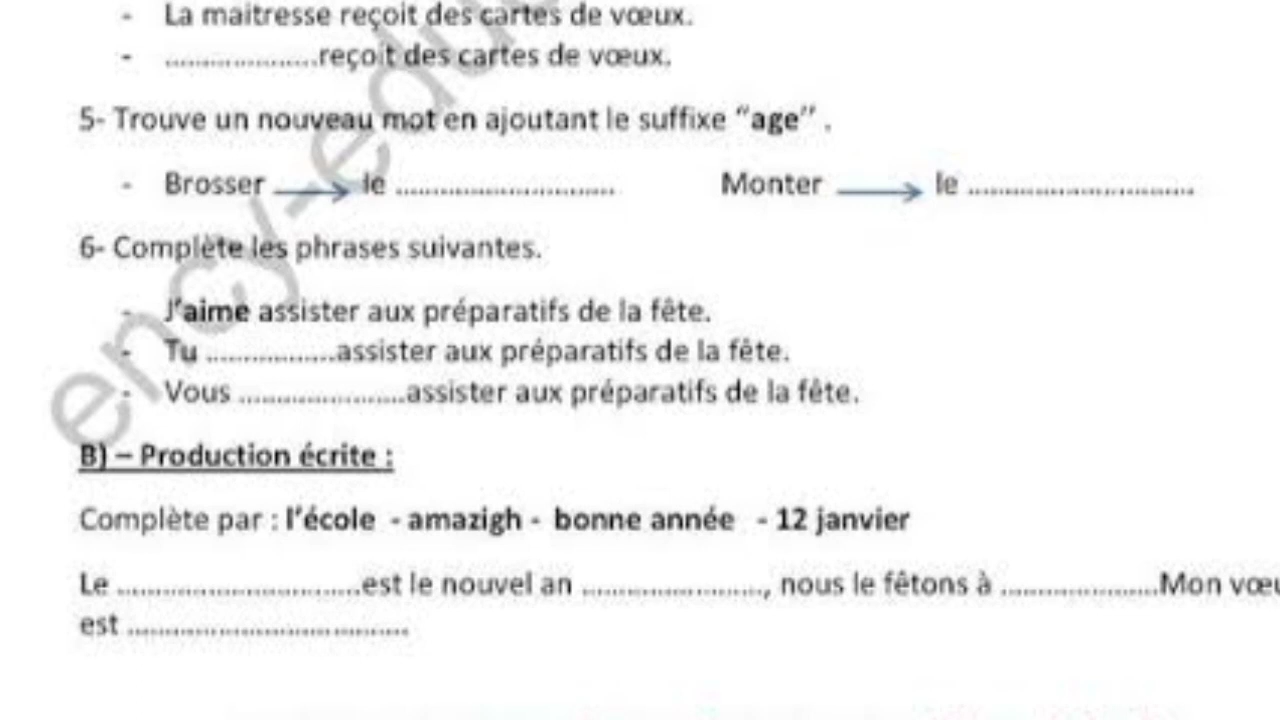 - La maitresse reçoit des cartes de vœux.
- ....................reçoit des cartes de vœux.
5- Trouve un nouveau mot en ajoutant le suffixe “age” .
- Brosser → le ............................. Monter → le ..............................
6- Complète les phrases suivantes.
- J’aime assister aux préparatifs de la fête.
- Tu .................assister aux préparatifs de la fête.
- Vous ......................assister aux préparatifs de la fête.
B) – Production écrite :
Complète par : l’école - amazigh - bonne année - 12 janvier
Le ................................est le nouvel an ........................, nous le fêtons à .....................Mon
est .....................................
ency-edu